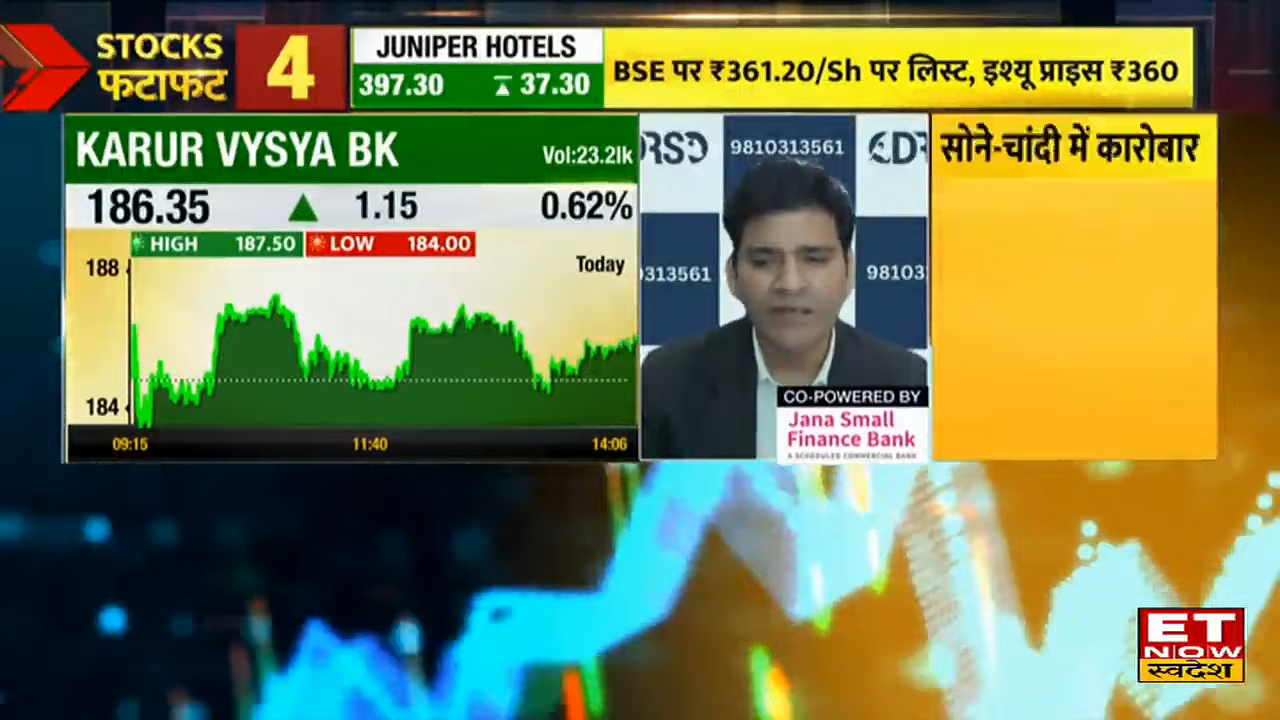 STOCKS
फटाफट
4
JUNIPER HOTELS
397.30 37.30
BSE पर ₹361.20/Sh पर लिस्ट, इश्यू प्राइस ₹360
KARUR VYSYA BK
Vol:23.2lk
186.35 ▲ 1.15 0.62%
HIGH 187.50 LOW 184.00
Today
188
184
09:15 11:40 14:06
9810313561
313561
98103
CO-POWERED BY
Jana Small
Finance Bank
A SCHEDULED COMMERCIAL BANK
सोने-चांदी में कारोबार
ET
NOW
स्वदेश